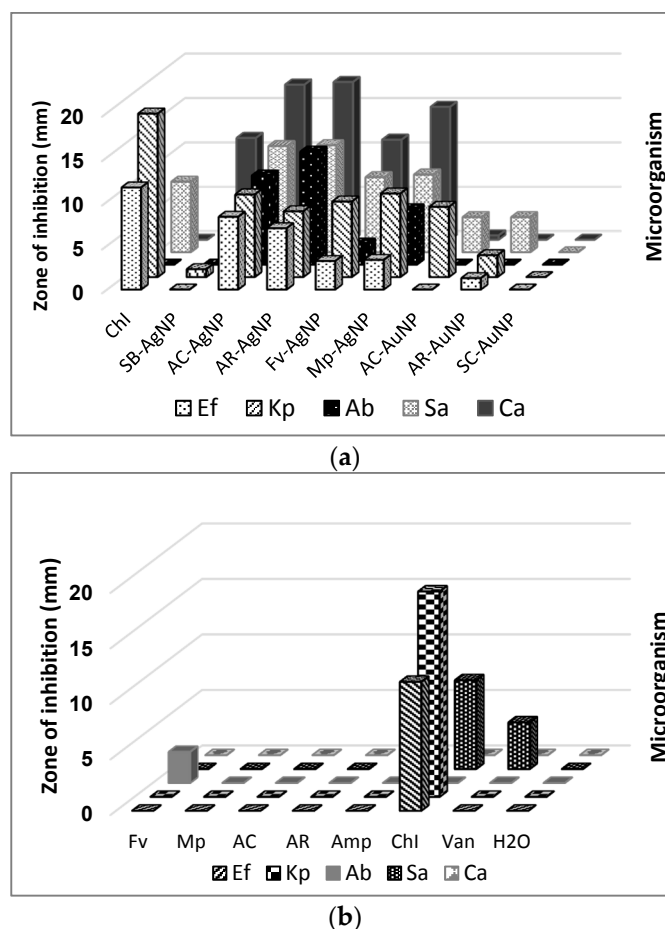 20
15
10
5
0
Zone of inhibition (mm)
Microorganism
Chl
SB-AgNP
AC-AgNP
AR-AgNP
Fv-AgNP
Mp-AgNP
AC-AuNP
AR-AuNP
SC-AuNP
Ef Kp Ab Sa Ca
(a)
20
15
10
5
0
Zone of inhibition (mm)
Microorganism
Fv Mp AC AR Amp Chl Van H2O
Ef Kp Ab Sa Ca
(b)